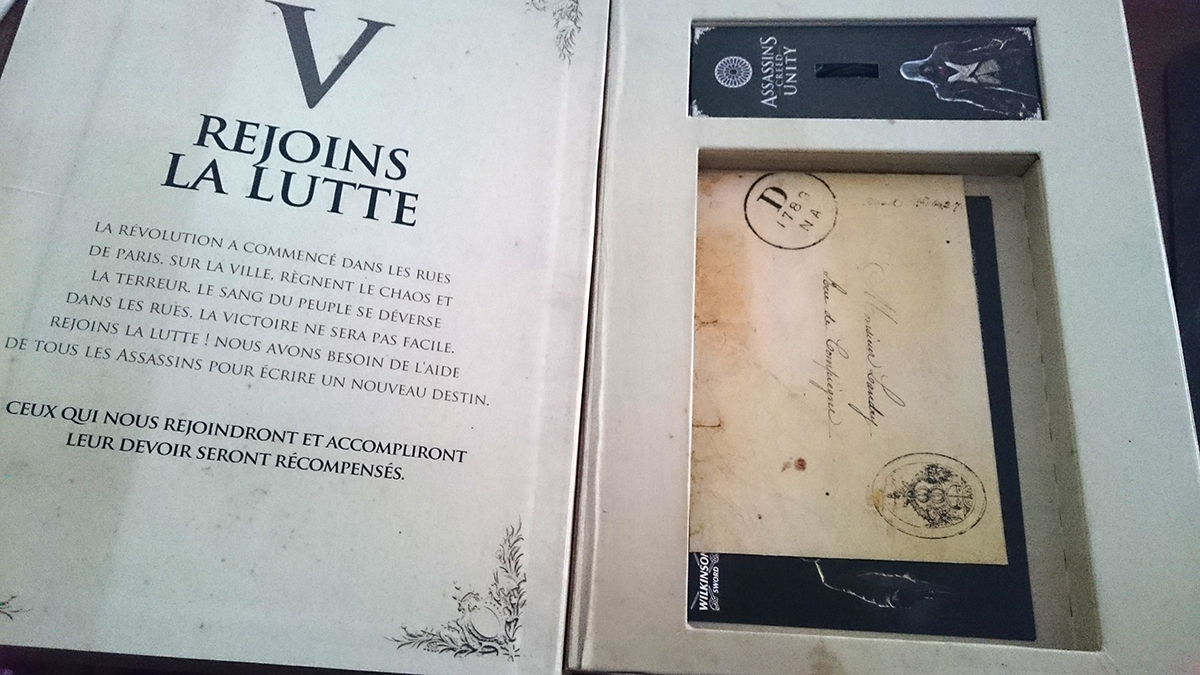 V
REJOINS
LA LUTTE
LA RÉVOLUTION A COMMENCÉ DANS LES RUES
DE PARIS. SUR LA VILLE, RÈGNENT LE CHAOS ET
LA TERREUR. LE SANG DU PEUPLE SE DÉVERSE
DANS LES RUES. LA VICTOIRE NE SERA PAS FACILE.
REJOINS LA LUTTE ! NOUS AVONS BESOIN DE L'AIDE
DE TOUS LES ASSASSINS POUR ÉCRIRE UN NOUVEAU DESTIN.
CEUX QUI NOUS REJOINDRONT ET ACCOMPLIRONT
LEUR DEVOIR SERONT RÉCOMPENSÉS.
ASSASSIN'S
CREED
UNITY
D
1789
NA
Monsieur
de Compiegne
WILKINSON
SWORD